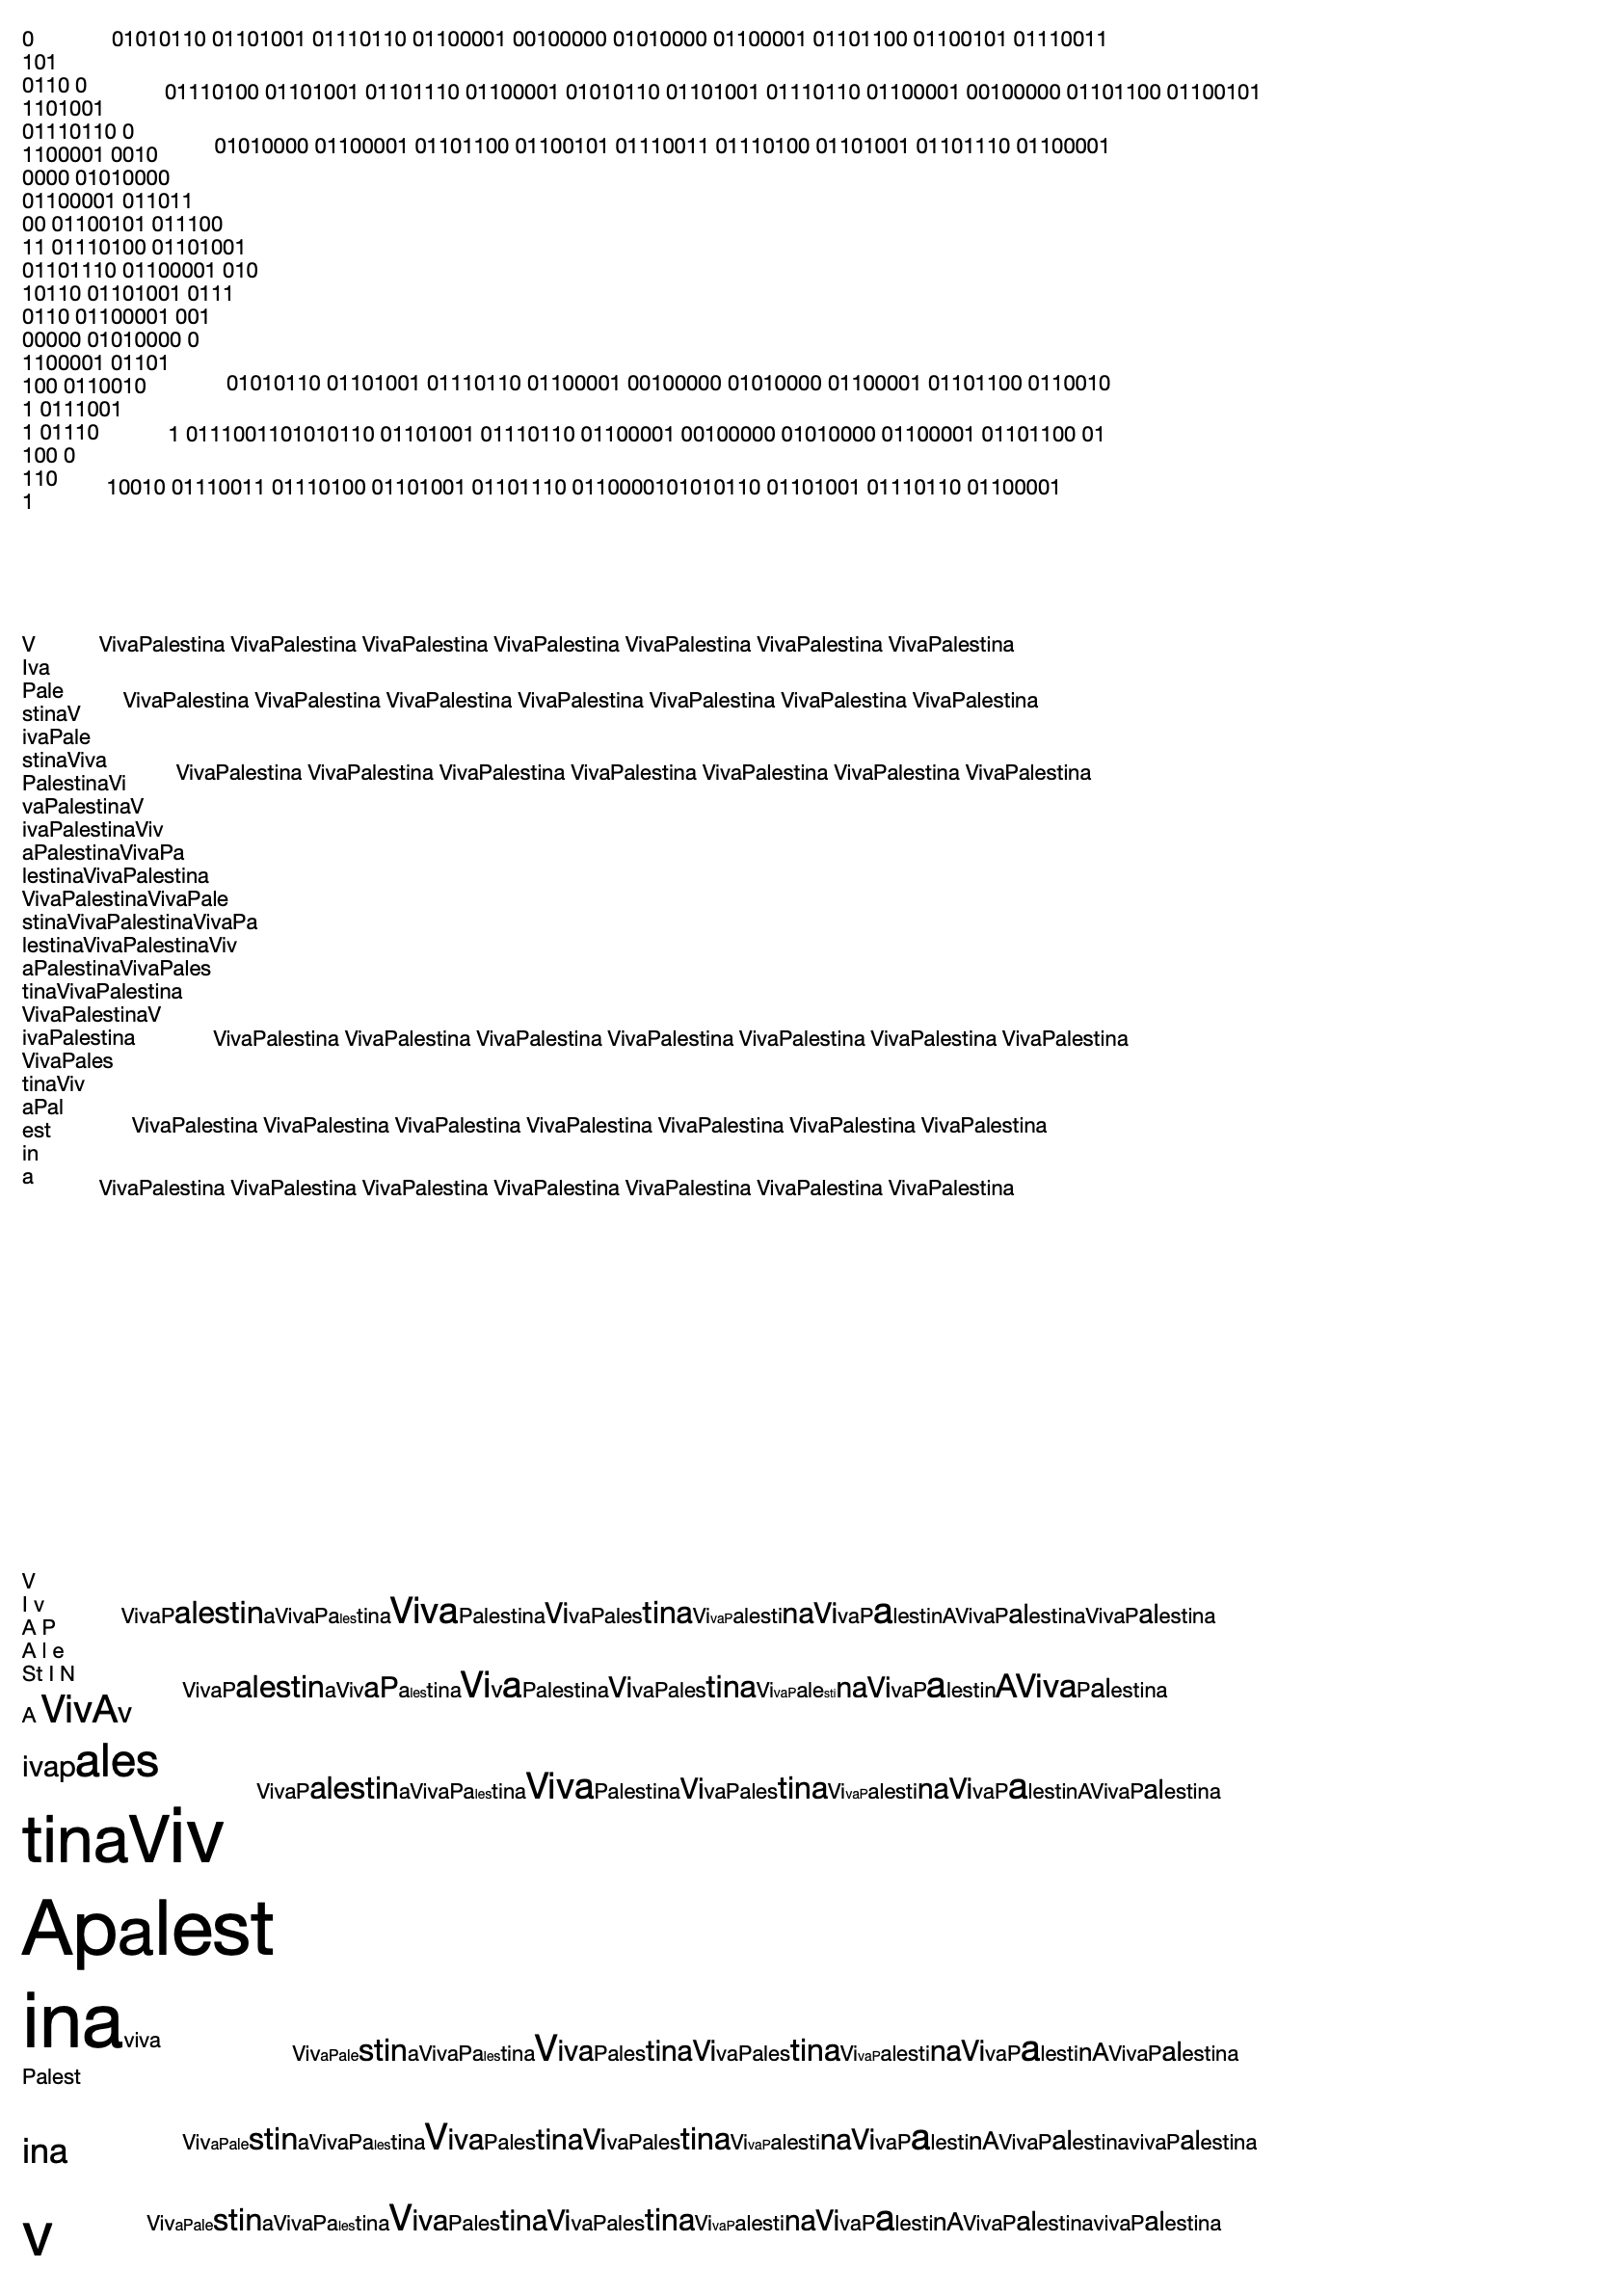 0
01010110 01101001 01110110 01100001 00100000 01010000 01100001 01101100 01100101 01110011
101
0110 0
01110100 01101001 01101110 01100001 01010110 01101001 01110110 01100001 00100000 01101100 01100101
1101001
01110110 0
01010000 01100001 01101100 01100101 01110011 01110100 01101001 01101110 01100001
1100001 0010
0000 01010000
01100001 011011
00 01100101 011100
11 01110100 01101001
01101110 01100001 010
10110 01101001 0111
0110 01100001 001
00000 01010000 0
1100001 01101
100 0110010
01010110 01101001 01110110 01100001 00100000 01010000 01100001 01101100 0110010
1 0111001
1 01110
1 0111001101010110 01101001 01110110 01100001 00100000 01010000 01100001 01101100 01
100 0
110
10010 01110011 01110100 01101001 01101110 0110000101010110 01101001 01110110 01100001
1
V
VivaPalestina VivaPalestina VivaPalestina VivaPalestina VivaPalestina VivaPalestina VivaPalestina
Iva
Pale
VivaPalestina VivaPalestina VivaPalestina VivaPalestina VivaPalestina VivaPalestina VivaPalestina
stinaV
ivaPale
stinaViva
VivaPalestina VivaPalestina VivaPalestina VivaPalestina VivaPalestina VivaPalestina VivaPalestina
PalestinaVi
vaPalestinaV
ivaPalestinaViv
aPalestinaVivaPa
lestinaVivaPalestina
VivaPalestinaVivaPale
stinaVivaPalestinaVivaPa
lestinaVivaPalestinaViv
aPalestinaVivaPales
tinaVivaPalestina
VivaPalestinaV
ivaPalestina
VivaPalestina VivaPalestina VivaPalestina VivaPalestina VivaPalestina VivaPalestina VivaPalestina
VivaPales
tinaViv
aPal
VivaPalestina VivaPalestina VivaPalestina VivaPalestina VivaPalestina VivaPalestina VivaPalestina
est
in
a
VivaPalestina VivaPalestina VivaPalestina VivaPalestina VivaPalestina VivaPalestina VivaPalestina
V
I v
VivaPalestinaVivaPalestinaVivaPalestinaVivaPalestinaVivaPalestinaVivaPalestinAVivaPalestinaVivaPalestina
A P
A l e
St I N
VivaPalestinaVivaPalestinaVivaPalestinaVivaPalestinaVivaPalestinaVivaPalestinAVivaPalestina
A VivAv
ivapales
VivaPalestinaVivaPalestinaVivaPalestinaVivaPalestinaVivaPalestinaVivaPalestinAVivaPalestina
tinaViv
Apalest
inaviva
VivaPalestinaVivaPalestinaVivaPalestinaVivaPalestinaVivaPalestinaVivaPalestinAVivaPalestina
Palest
ina
VivaPalestinaVivaPalestinaVivaPalestinaVivaPalestinaVivaPalestinaVivaPalestinAVivaPalestinavivaPalestina
v
VivaPalestinaVivaPalestinaVivaPalestinaVivaPalestinaVivaPalestinaVivaPalestinAVivaPalestinavivaPalestina